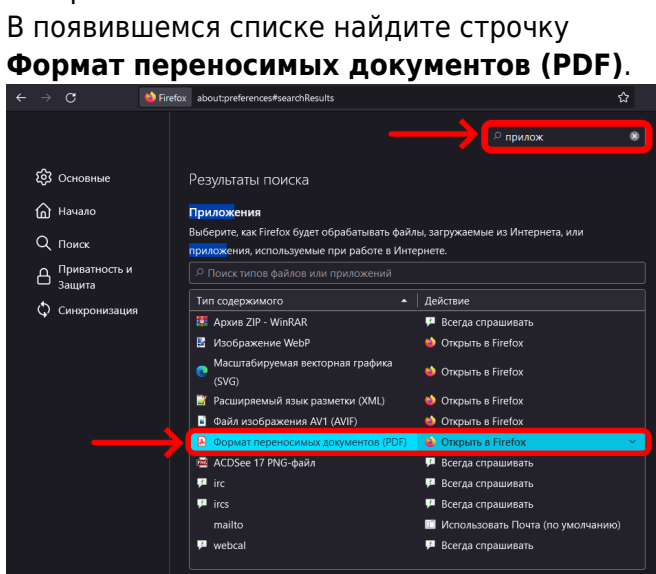 В появившемся списке найдите строчку
Формат переносимых документов (PDF).
Firefox about:preferences#searchResults
прилож
Основные
Начало
Поиск
Приватность и
Защита
Синхронизация
Результаты поиска
Приложения
Выберите, как Firefox будет обрабатывать файлы, загружаемые из Интернета, или
приложения, используемые при работе в Интернете.
Поиск типов файлов или приложений
Тип содержимого Действие
Архив ZIP - WinRAR Всегда спрашивать
Изображение WebP Открыть в Firefox
Масштабируемая векторная графика
(SVG) Открыть в Firefox
Расширяемый язык разметки (XML) Открыть в Firefox
Файл изображения AV1 (AVIF) Открыть в Firefox
Формат переносимых документов (PDF) Открыть в Firefox
ACDSee 17 PNG-файл Всегда спрашивать
irc Всегда спрашивать
ircs Всегда спрашивать
mailto Использовать Почта (по умолчанию)
webcal Всегда спрашивать